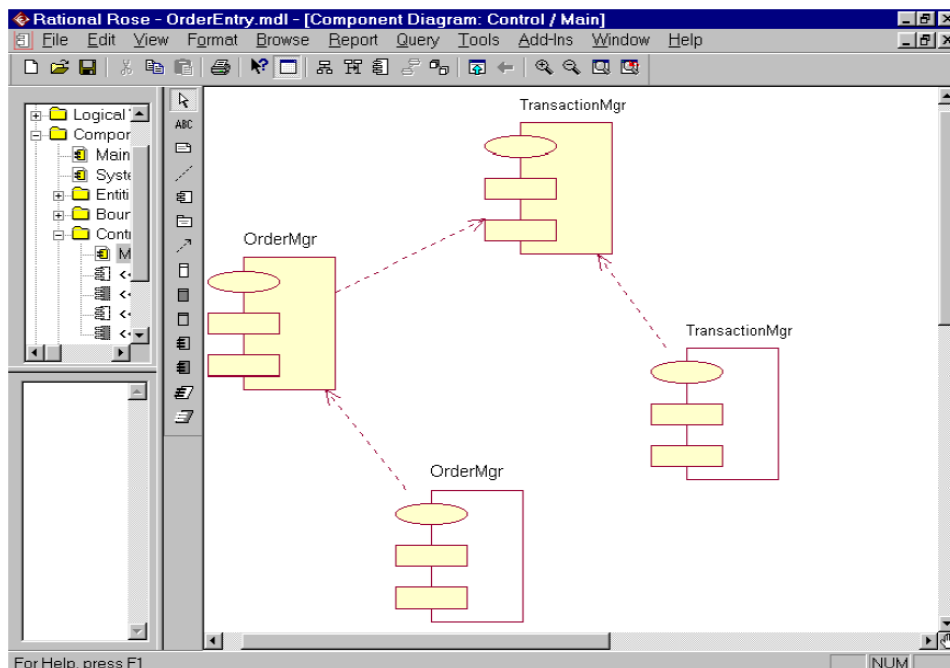 Rational Rose - OrderEntry.mdl - [Component Diagram: Control / Main]
File Edit View Format Browse Report Query Tools Add-Ins Window Help
ABC
Logical
Compor
Main
Syste
Entiti
Bour
Conti
M
<
<
<
<
TransactionMgr
OrderMgr
TransactionMgr
OrderMgr
For Help, press F1
NUM